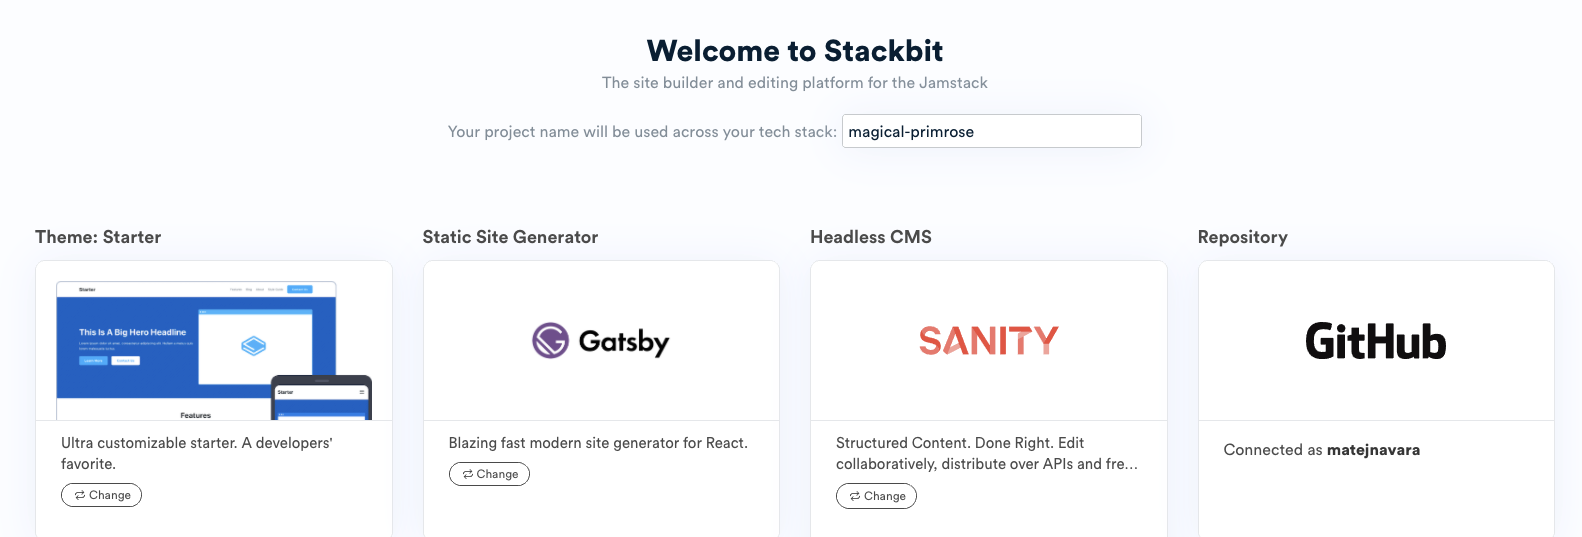 Welcome to Stackbit
The site builder and editing platform for the Jamstack
Your project name will be used across your tech stack: magical-primrose
Theme: Starter
Starter
This Is A Big Hero Headline
Starter
Features
Ultra customizable starter. A developers'
favorite.
Change
Static Site Generator
Gatsby
Blazing fast modern site generator for React.
Change
Headless CMS
SANITY
Structured Content. Done Right. Edit
collaboratively, distribute over APIs and fre...
Change
Repository
GitHub
Connected as matejnavara